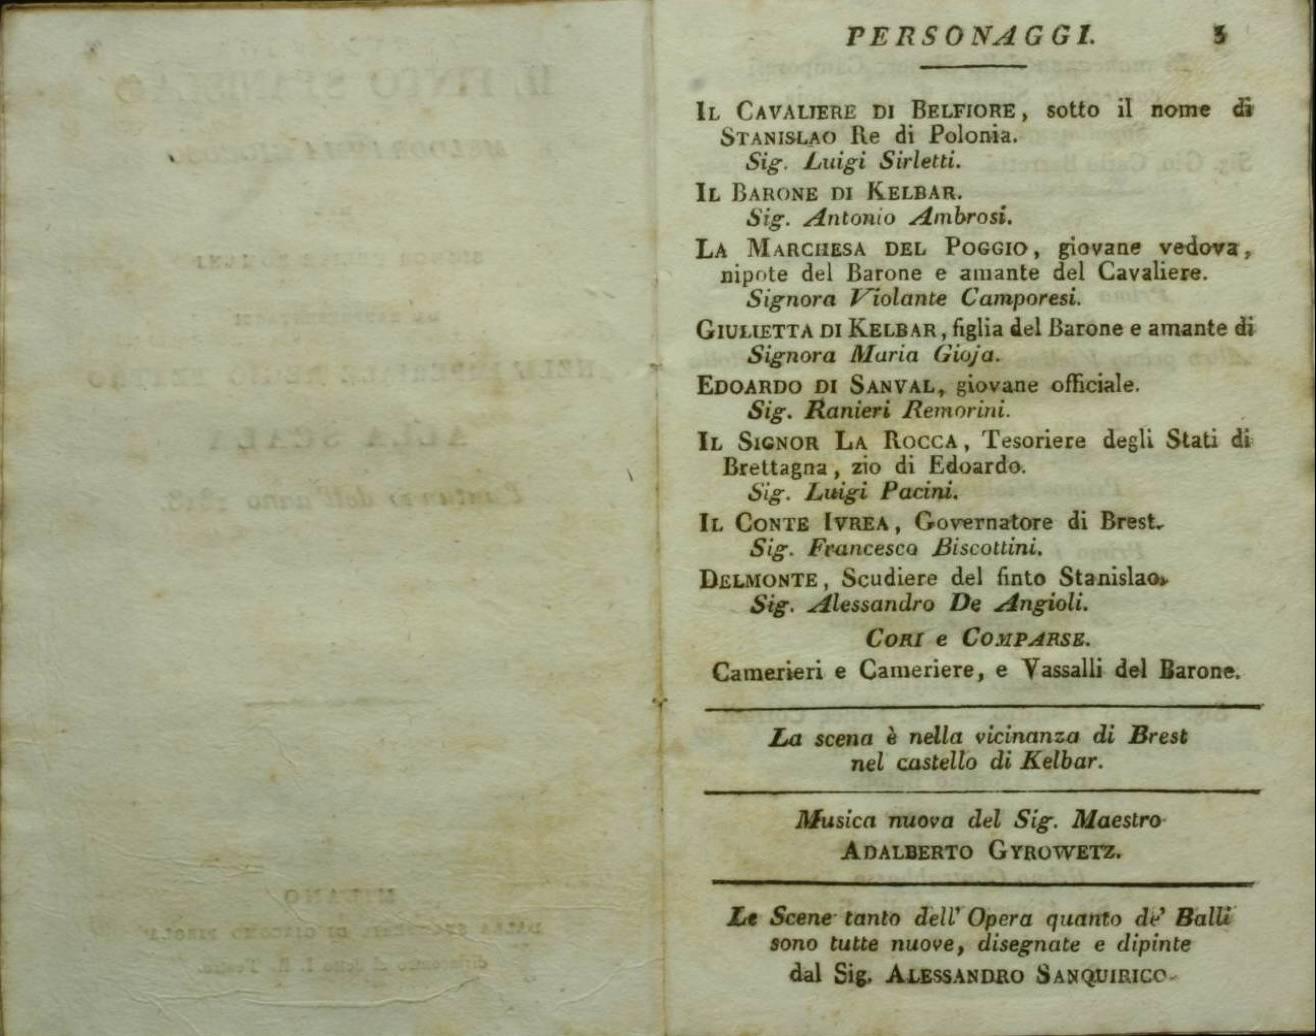 PERSONAGGI. 3
IL CAVALIERE DI BELFIORE, sotto il nome di
STANISLAO Re di Polonia.
Sig. Luigi Sirletti.
IL BARONE DI KELBAR.
Sig. Antonio Ambrosi.
LA MARCHESA DEL POGGIO, giovane vedova,
nipote del Barone e amante del Cavaliere.
Signora Violante Camporesi.
GIULIETTA DI KELBAR, figlia del Barone e amante di
Signora Maria Gioja.
EDOARDO DI SANVAL, giovane officiale.
Sig. Ranieri Remorini.
IL SIGNOR LA ROCCA, Tesoriere degli Stati di
Brettagna, zio di Edoardo.
Sig. Luigi Pacini.
IL CONTE IVREA, Governatore di Brest.
Sig. Francesco Biscottini.
DELMONTE, Scudiere del finto Stanislao.
Sig. Alessandro De Angioli.
CORI e COMPARSE.
Camerieri e Cameriere, e Vassalli del Barone.
La scena è nella vicinanza di Brest
nel castello di Kelbar.
Musica nuova del Sig. Maestro
ADALBERTO GYROWETZ.
Le Scene tanto dell' Opera quanto de' Balli
sono tutte nuove, disegnate e dipinte
dal Sig. ALESSANDRO SANQUIRICO.